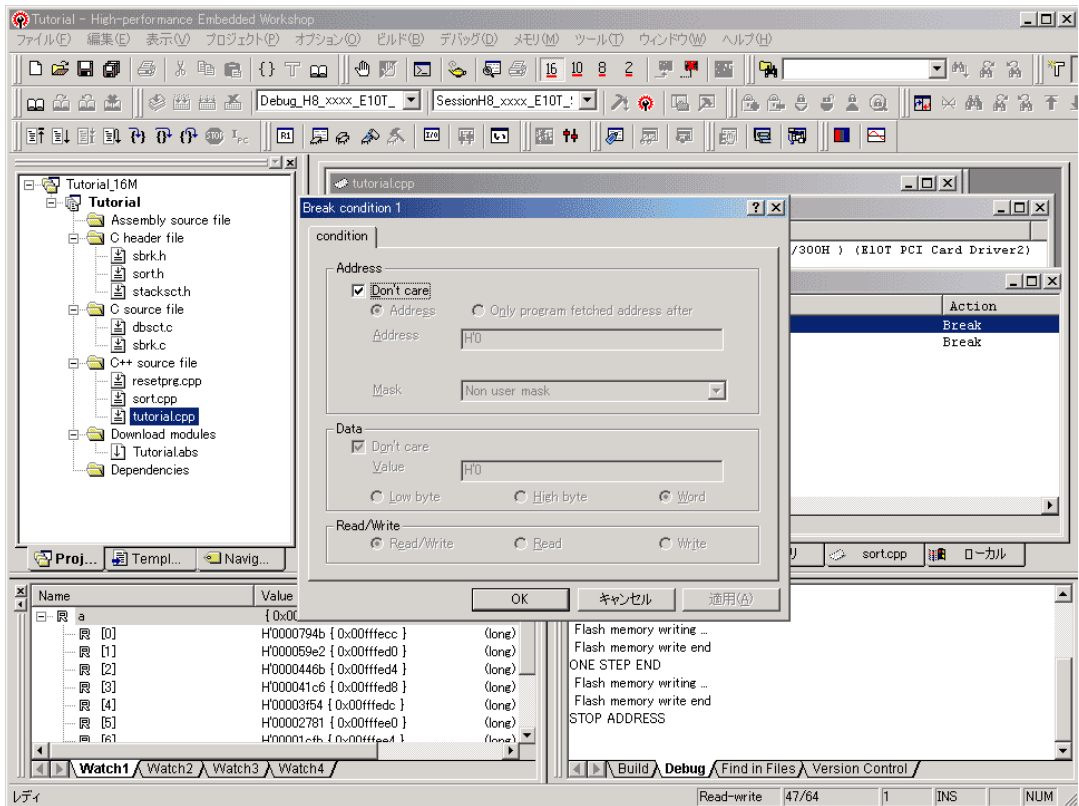 Tutorial - High-performance Embedded Workshop
ファイル(F) 編集(E) 表示(V) プロジェクト(P) オプション(O) ビルド(B) デバッグ(D) メモリ(M) ツール(T) ウィンドウ(W) ヘルプ(H)
16 10 8 2
Debug_H8_xxxx_E10T_ SessionH8_xxxx_E10T_
Tutorial_16M
Tutorial
Assembly source file
C header file
sbrk.h
sort.h
stacksct.h
C source file
dbsct.c
sbrk.c
C++ source file
resetprg.cpp
sort.cpp
tutorial.cpp
Download modules
Tutorial.abs
Dependencies
Proj... Templ... Navig...
tutorial.cpp
/300H ) (E10T PCI Card Driver2)
Action
Break
Break
sort.cpp ローカル
Break condition 1
condition
Address
Don't care
Address Only program fetched address after
Address H'0
Mask Non user mask
Data
Don't care
Value H'0
Low byte High byte Word
Read/Write
Read/Write Read Write
OK キャンセル 適用(A)
Name Value
a { 0x00
[0] H'0000794b { 0x00fffecc } (long)
[1] H'000059e2 { 0x00fffed0 } (long)
[2] H'0000446b { 0x00fffed4 } (long)
[3] H'000041c6 { 0x00fffed8 } (long)
[4] H'00003f54 { 0x00fffedc } (long)
[5] H'00002781 { 0x00fffee0 } (long)
[6] H'00001cfb { 0x00fffee4 } (long)
Watch1 Watch2 Watch3 Watch4
Flash memory writing ...
Flash memory write end
ONE STEP END
Flash memory writing ...
Flash memory write end
STOP ADDRESS
Build Debug Find in Files Version Control
レディ Read-write 47/64 1 INS NUM